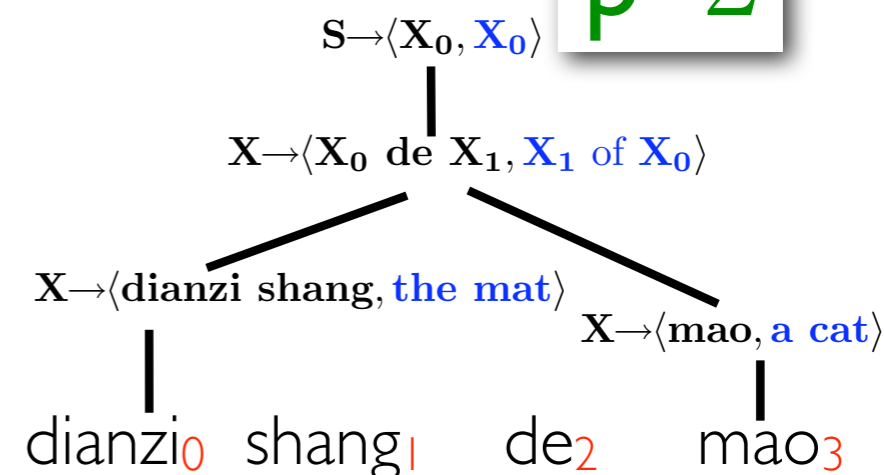 S→⟨X₀, X₀⟩
X→⟨X₀ de X₁, X₁ of X₀⟩
X→⟨dianzi shang, the mat⟩
X→⟨mao, a cat⟩
dianzi₀ shang₁ de₂ mao₃